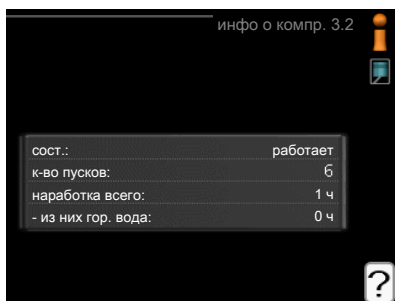 инфо о компр. 3.2
сост.: работает
к-во пусков: 6
наработка всего: 1 ч
- из них гор. вода: 0 ч
?